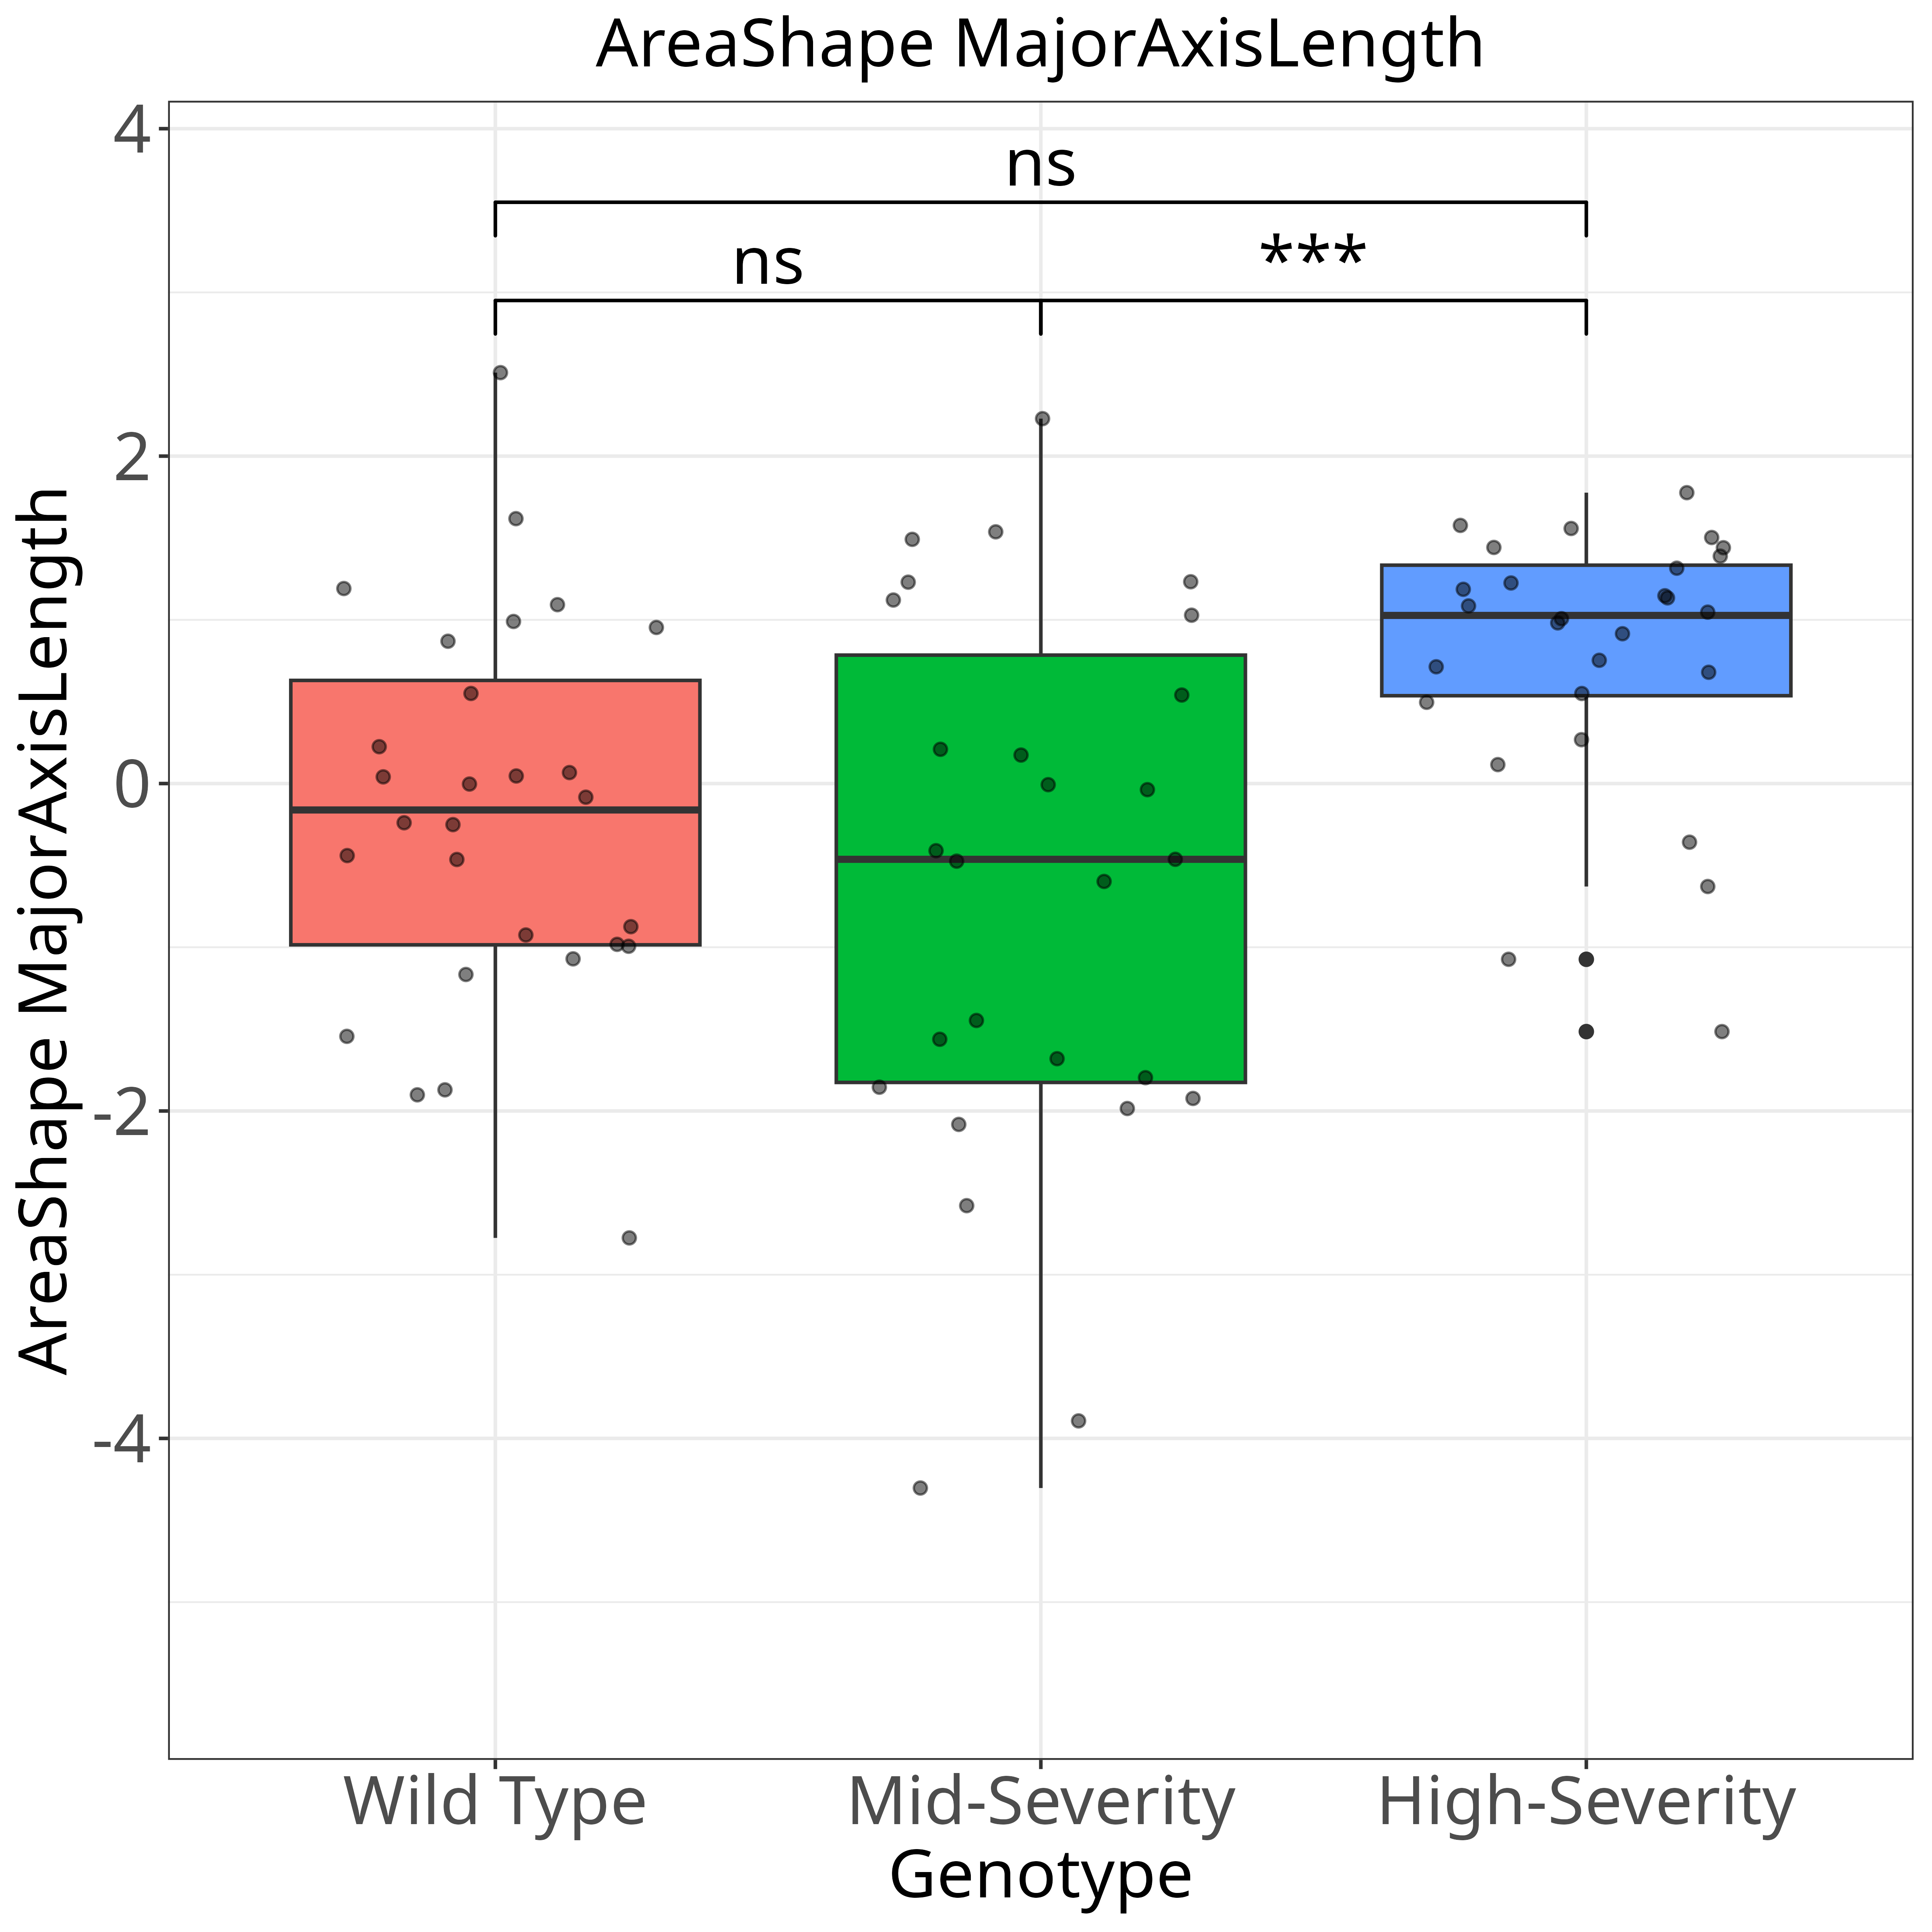 AreaShape MajorAxisLength
4
ns
ns
***
2
0
-2
-4
AreaShape MajorAxisLength
Wild Type
Mid-Severity
High-Severity
Genotype